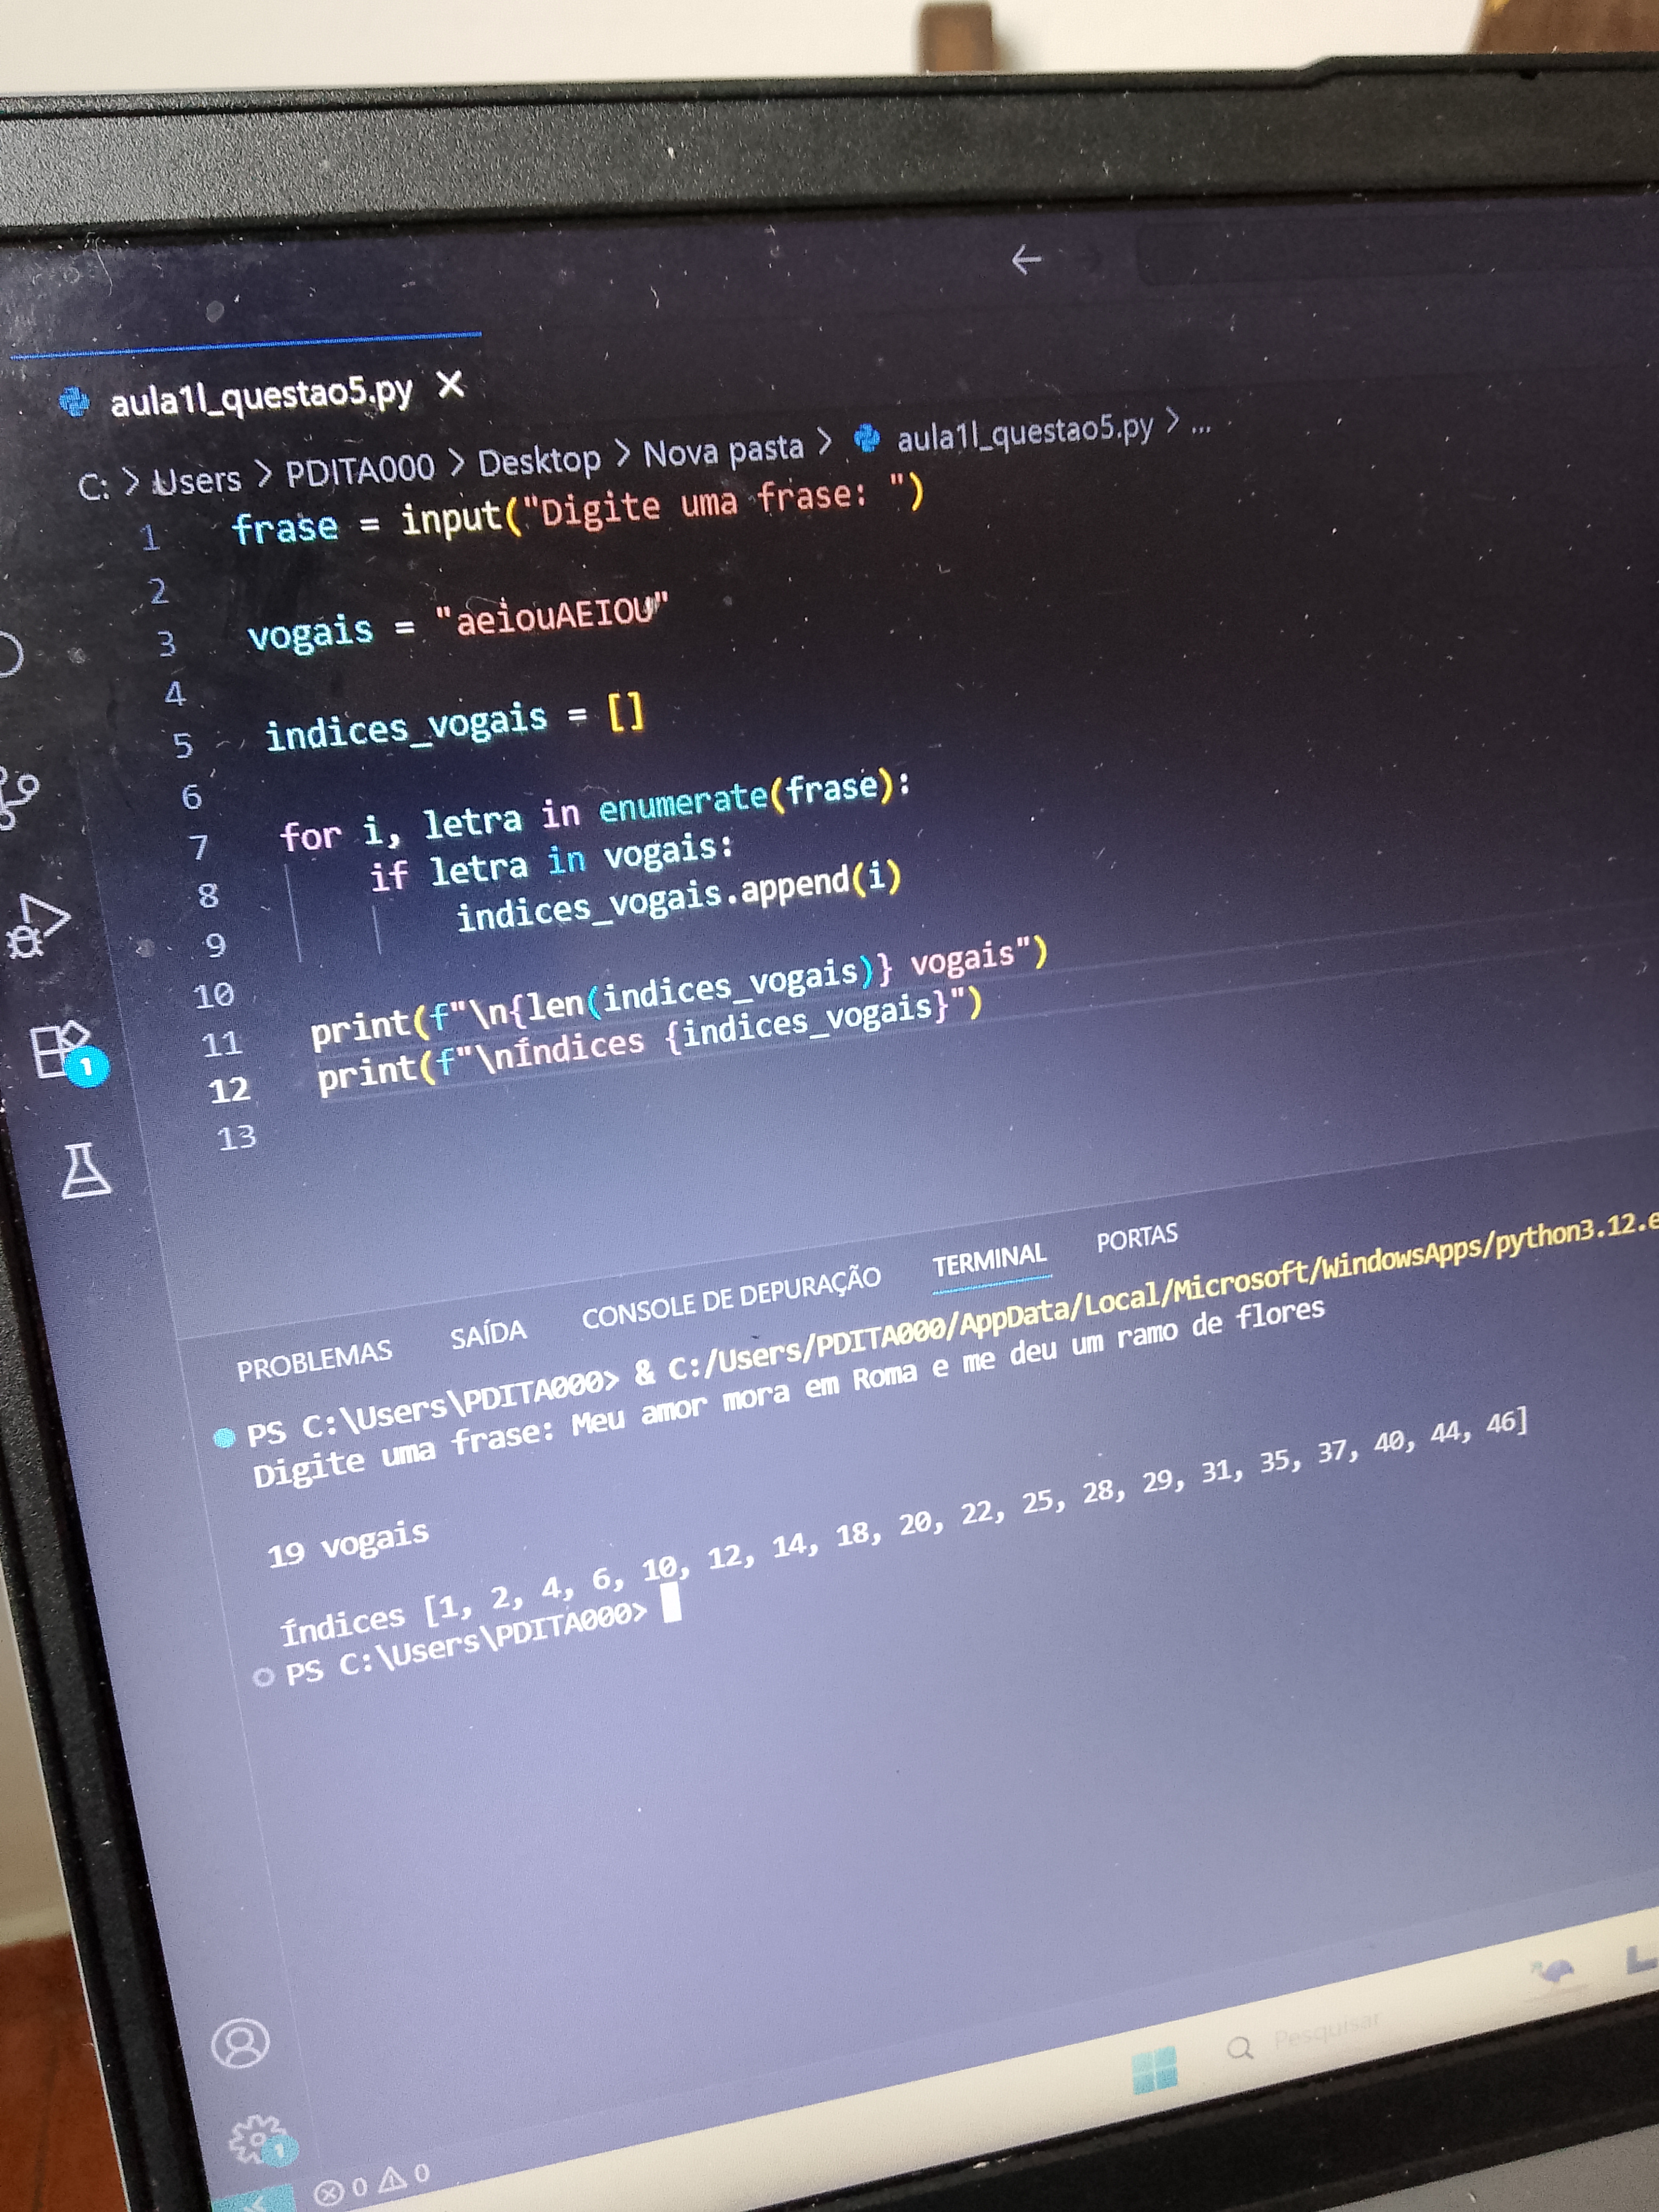 aula1l_questao5.py
C: > Users > PDITA000 > Desktop > Nova pasta > aula1l_questao5.py > ...
1 frase = input("Digite uma frase: ")
2
3 vogais = "aeiouAEIOU"
4
5 indices_vogais = []
6
7 for i, letra in enumerate(frase):
8 if letra in vogais:
9 indices_vogais.append(i)
10
11 print(f"\n{len(indices_vogais)} vogais")
12 print(f"\nÍndices {indices_vogais}")
13
1
PROBLEMAS SAÍDA CONSOLE DE DEPURAÇÃO TERMINAL PORTAS
PS C:\Users\PDITA000> & C:/Users/PDITA000/AppData/Local/Microsoft/WindowsApps/python3.12.e
Digite uma frase: Meu amor mora em Roma e me deu um ramo de flores
19 vogais
Índices [1, 2, 4, 6, 10, 12, 14, 18, 20, 22, 25, 28, 29, 31, 35, 37, 40, 44, 46]
PS C:\Users\PDITA000>
Pesquisar
1
0 0